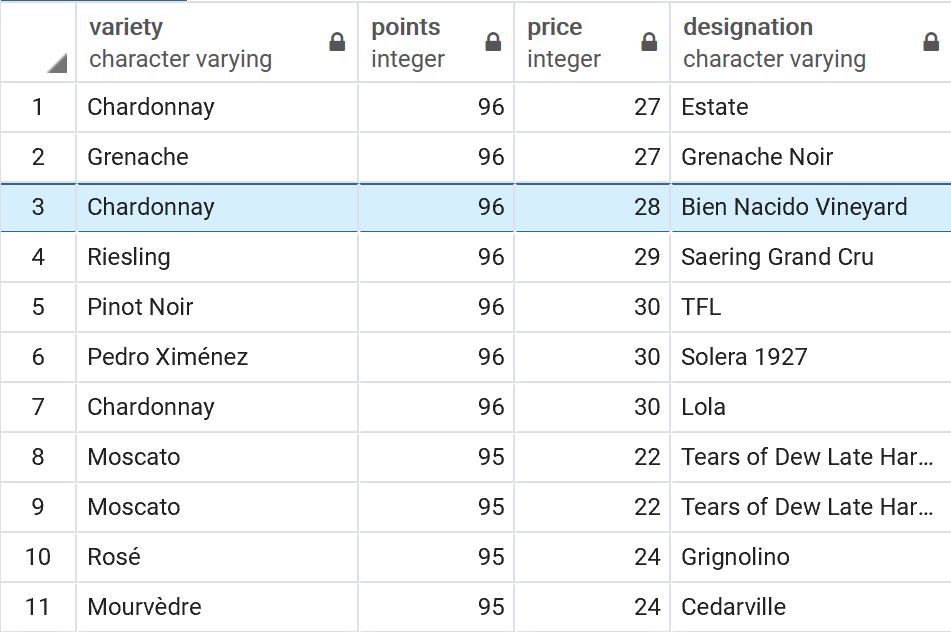 variety points price designation
character varying integer integer character varying
1 Chardonnay 96 27 Estate
2 Grenache 96 27 Grenache Noir
3 Chardonnay 96 28 Bien Nacido Vineyard
4 Riesling 96 29 Saering Grand Cru
5 Pinot Noir 96 30 TFL
6 Pedro Ximénez 96 30 Solera 1927
7 Chardonnay 96 30 Lola
8 Moscato 95 22 Tears of Dew Late Har...
9 Moscato 95 22 Tears of Dew Late Har...
10 Rosé 95 24 Grignolino
11 Mourvèdre 95 24 Cedarville